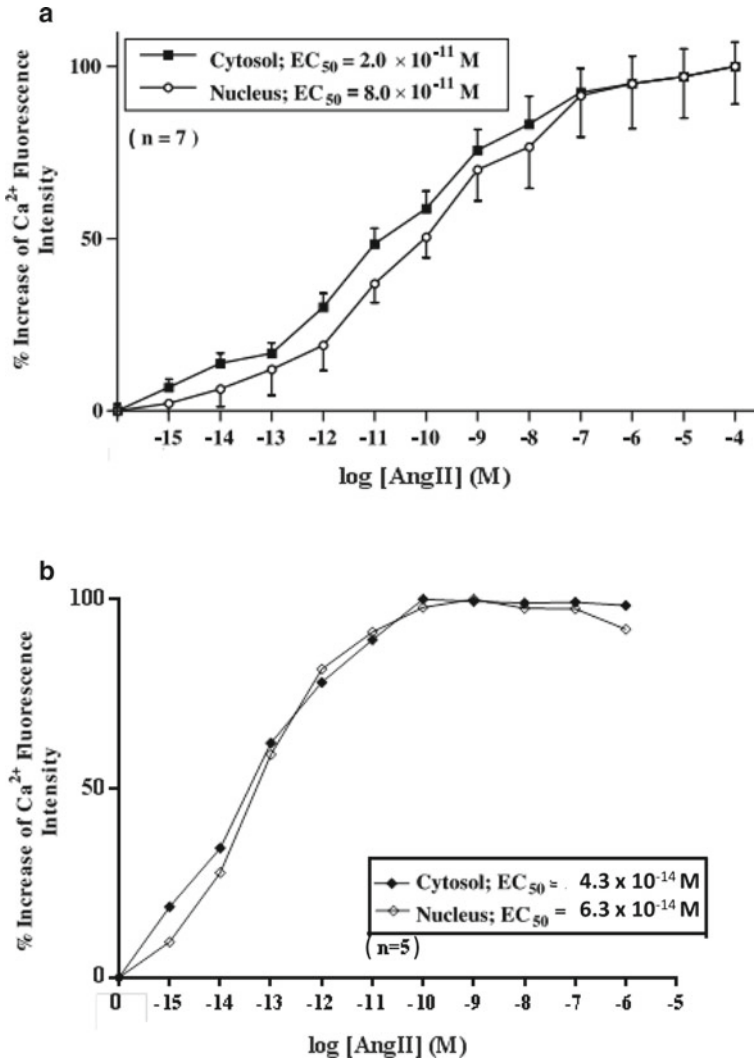 a
Cytosol; EC50 = 2.0 × 10-11 M
Nucleus; EC50 = 8.0 × 10-11 M
( n = 7 )
% Increase of Ca2+ Fluorescence
Intensity
100
50
0
-15 -14 -13 -12 -11 -10 -9 -8 -7 -6 -5 -4
log [AngII] (M)
b
% Increase of Ca2+ Fluorescence
Intensity
100
50
0
Cytosol; EC50 = 4.3 x 10-14 M
Nucleus; EC50 = 6.3 x 10-14 M
( n=5 )
0 -15 -14 -13 -12 -11 -10 -9 -8 -7 -6 -5
log [AngII] (M)